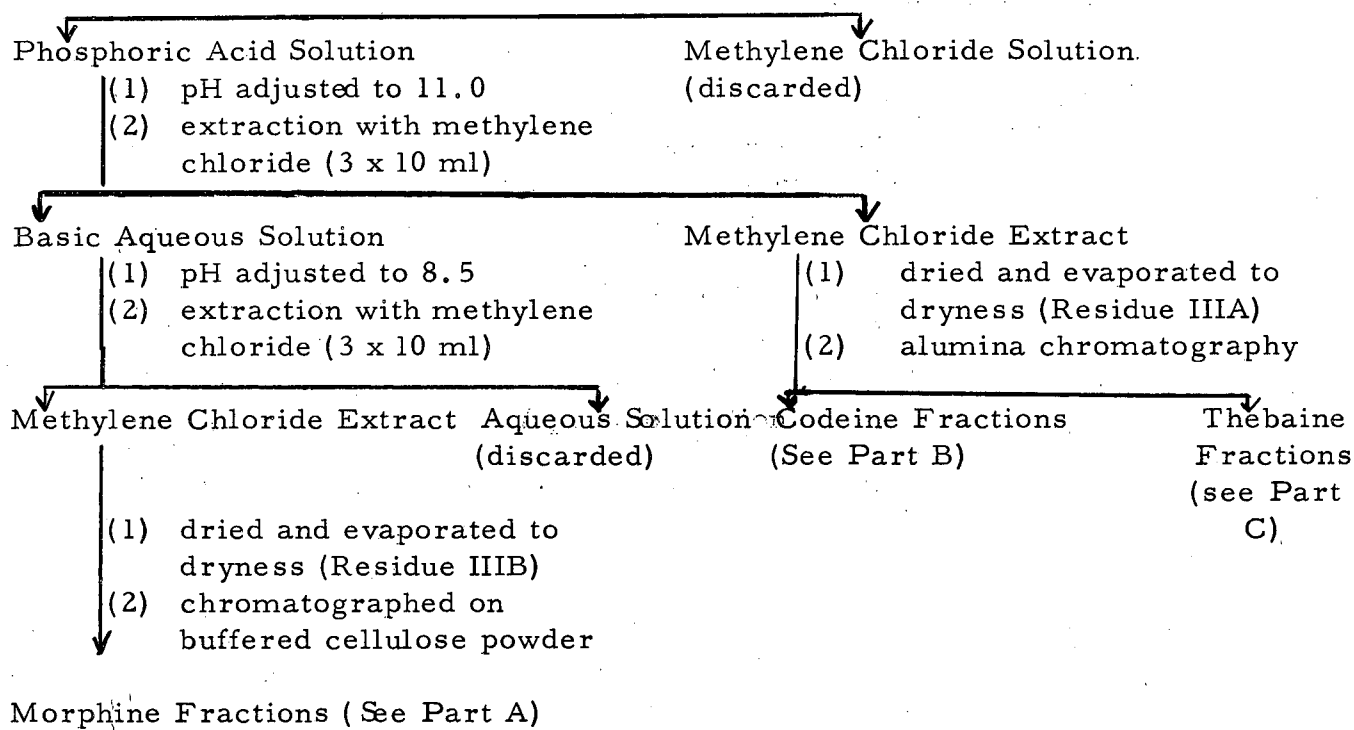 Phosphoric Acid Solution
(1) pH adjusted to 11.0
(2) extraction with methylene
chloride (3 x 10 ml)
Methylene Chloride Solution.
(discarded)
Basic Aqueous Solution
(1) pH adjusted to 8.5
(2) extraction with methylene
chloride (3 x 10 ml)
Methylene Chloride Extract
(1) dried and evaporated to
dryness (Residue IIIA)
(2) alumina chromatography
Methylene Chloride Extract
Aqueous Solution
(discarded)
Codeine Fractions
(See Part B)
Thebaine
Fractions
(see Part
C)
(1) dried and evaporated to
dryness (Residue IIIB)
(2) chromatographed on
buffered cellulose powder
Morphine Fractions (See Part A)